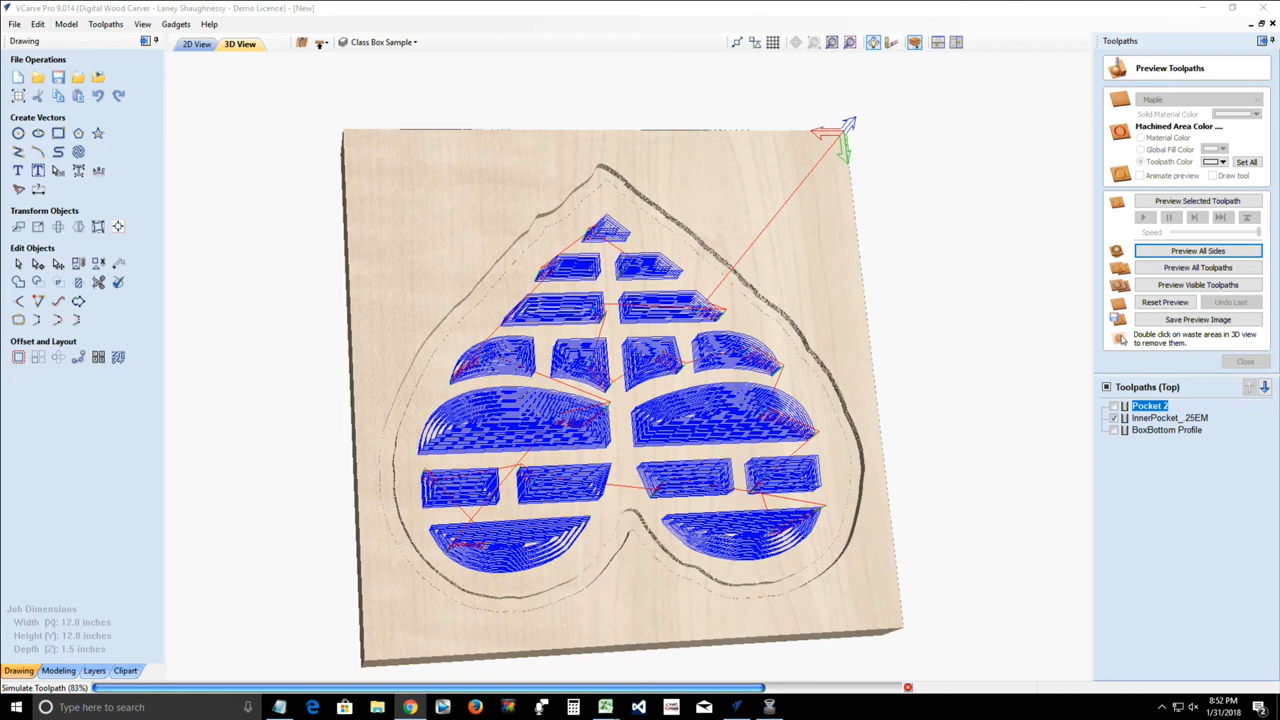 VCarve Pro 9.014 {Digital Wood Carver - Laney Shaughnessy - Demo Licence} - [New]
File Edit Model Toolpaths View Gadgets Help
Drawing
2D View 3D View Class Box Sample
Toolpaths
File Operations
Create Vectors
Transform Objects
Edit Objects
Offset and Layout
Job Dimensions
Width (X): 12.0 inches
Height (Y): 12.0 inches
Depth (Z): 1.5 inches
Drawing Modeling Layers Clipart
Simulate Toolpath (83%)
Preview Toolpaths
Maple
Solid Material Color
Machined Area Color ....
Material Color
Global Fill Color
Toolpath Color Set All
Animate preview Draw tool
Preview Selected Toolpath
Speed
Preview All Sides
Preview All Toolpaths
Preview Visible Toolpaths
Reset Preview Undo Last
Save Preview Image
Double click on waste areas in 3D view
to remove them.
Close
Toolpaths (Top)
Pocket 2
InnerPocket_.25EM
BoxBottom Profile
Type here to search
8:52 PM
1/31/2018
2